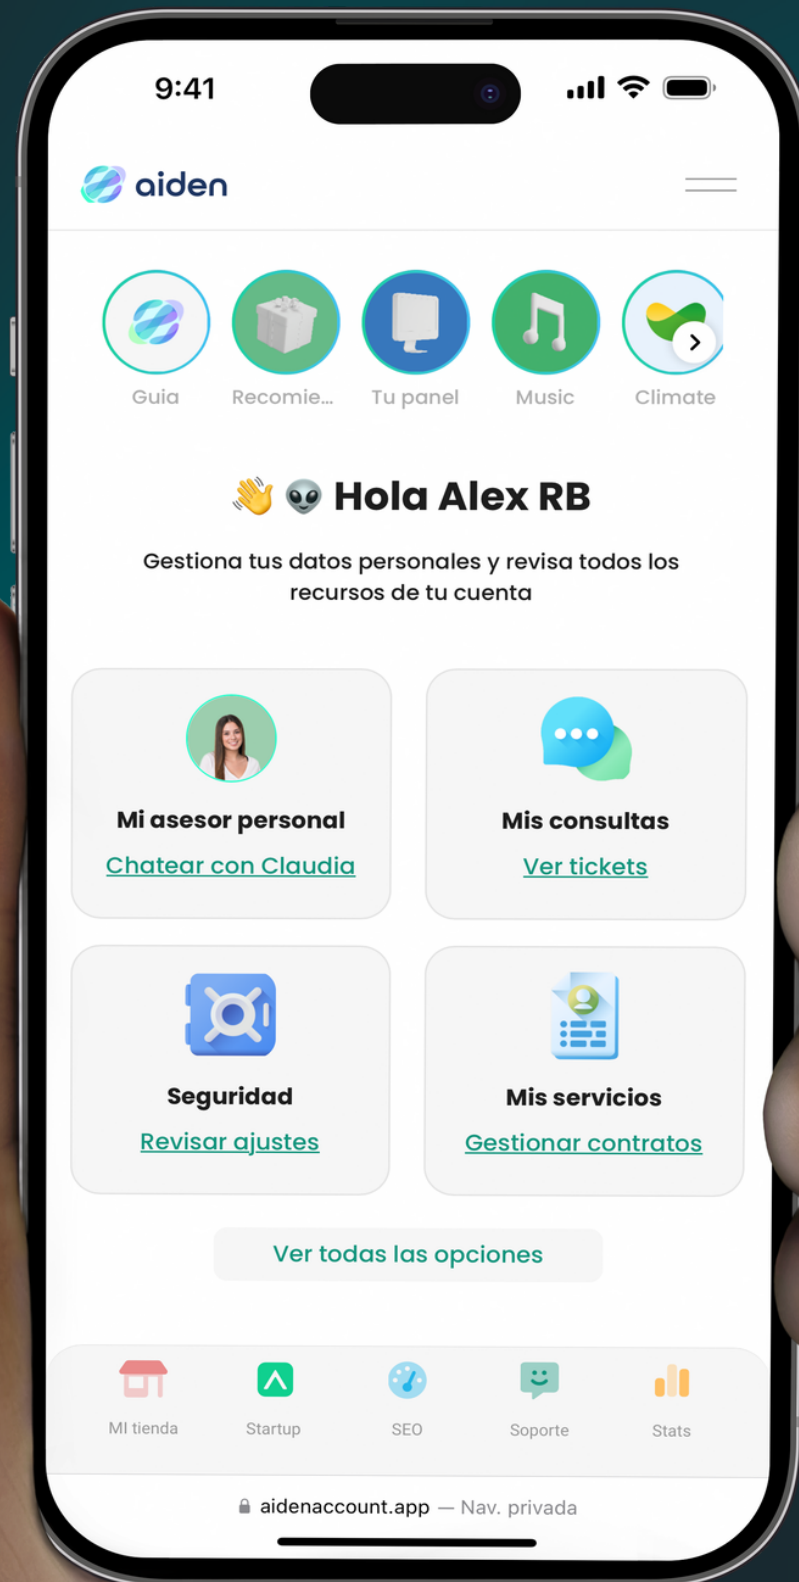 9:41
aiden
Guia
Recomie...
Tu panel
Music
Climate
👋 👽 Hola Alex RB
Gestiona tus datos personales y revisa todos los
recursos de tu cuenta
Mi asesor personal
Chatear con Claudia
Mis consultas
Ver tickets
Seguridad
Revisar ajustes
Mis servicios
Gestionar contratos
Ver todas las opciones
MI tienda
Startup
SEO
Soporte
Stats
aidenaccount.app — Nav. privada